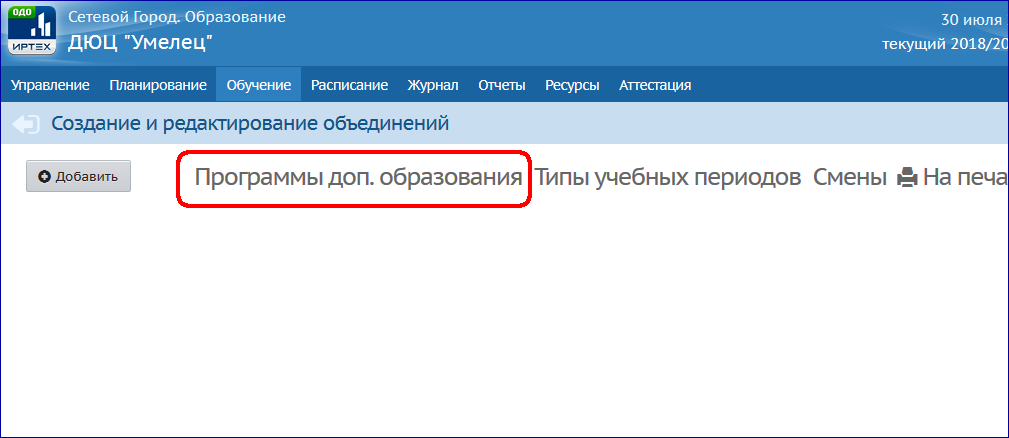 ОДО
ИРТЕХ
Сетевой Город. Образование
ДЮЦ "Умелец"
30 июля
текущий 2018/20
Управление Планирование Обучение Расписание Журнал Отчеты Ресурсы Аттестация
Создание и редактирование объединений
Добавить Программы доп. образования Типы учебных периодов Смены На печа